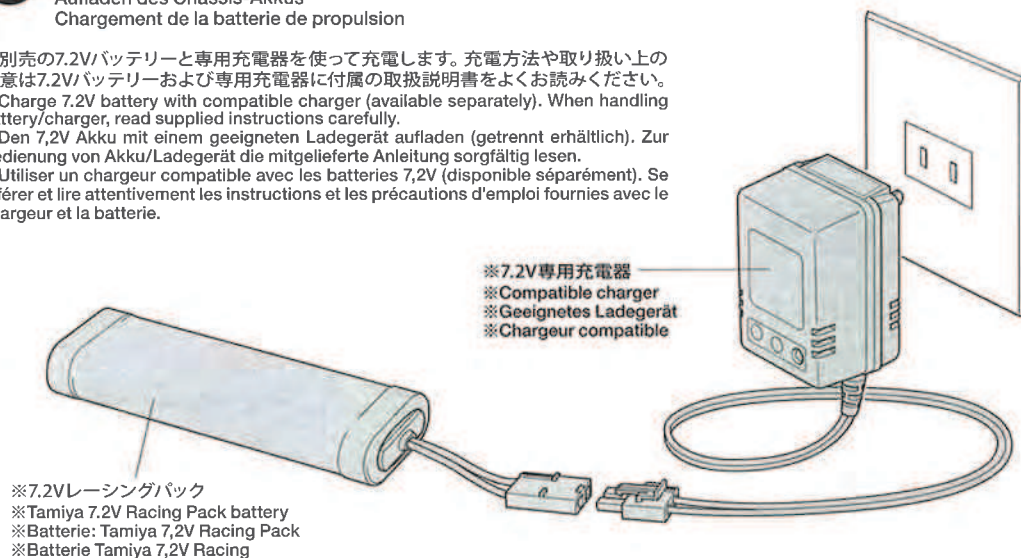 Aufladen des Chassis-Akkus
Chargement de la batterie de propulsion
別売の7.2Vバッテリーと専用充電器を使って充電します。充電方法や取り扱い上の
意は7.2Vバッテリーおよび専用充電器に付属の取扱説明書をよくお読みください。
Charge 7.2V battery with compatible charger (available separately). When handling
ttery/charger, read supplied instructions carefully.
Den 7,2V Akku mit einem geeigneten Ladegerät aufladen (getrennt erhältlich). Zur
edienung von Akku/Ladegerät die mitgelieferte Anleitung sorgfältig lesen.
Utiliser un chargeur compatible avec les batteries 7,2V (disponible séparément). Se
férer et lire attentivement les instructions et les précautions d'emploi fournies avec le
argeur et la batterie.
※7.2V専用充電器
※Compatible charger
※Geeignetes Ladegerät
※Chargeur compatible
※7.2Vレーシングパック
※Tamiya 7.2V Racing Pack battery
※Batterie: Tamiya 7,2V Racing Pack
※Batterie Tamiya 7,2V Racing